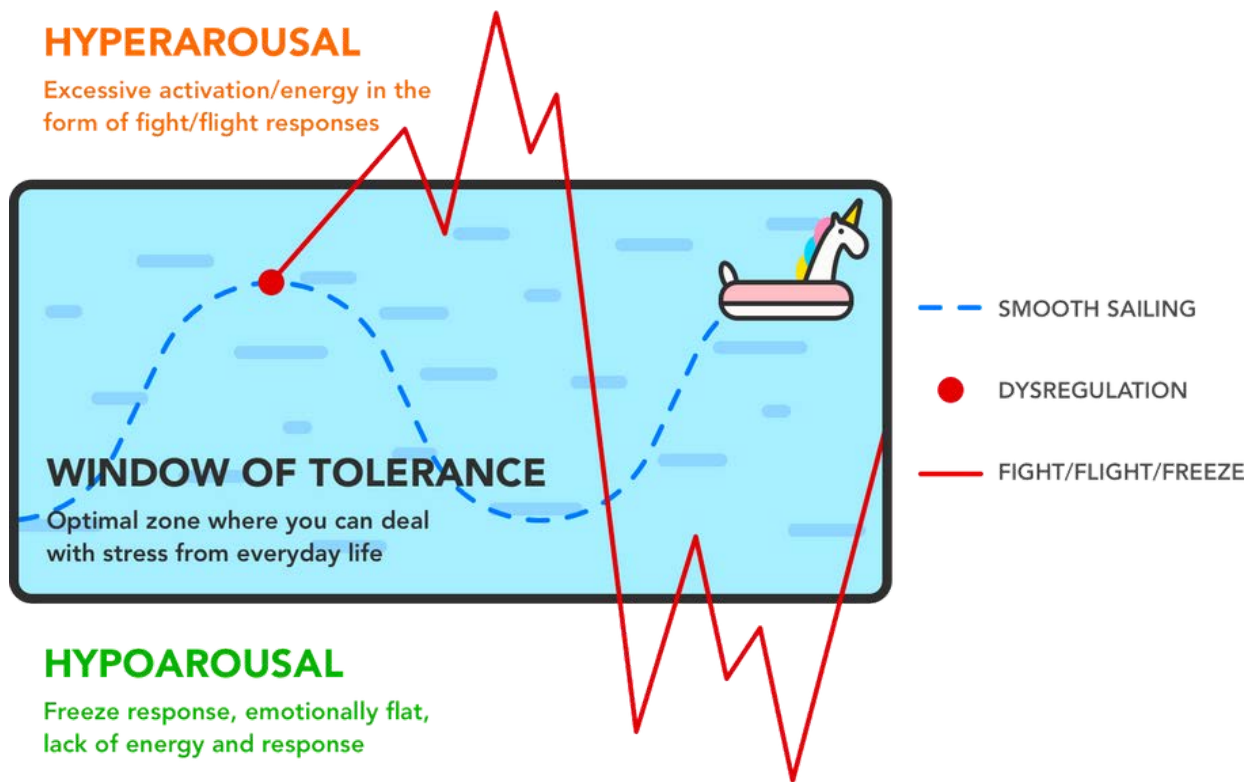 HYPERAROUSAL
Excessive activation/energy in the
form of fight/flight responses
WINDOW OF TOLERANCE
Optimal zone where you can deal
with stress from everyday life
HYPOAROUSAL
Freeze response, emotionally flat,
lack of energy and response
SMOOTH SAILING
DYSREGULATION
FIGHT/FLIGHT/FREEZE